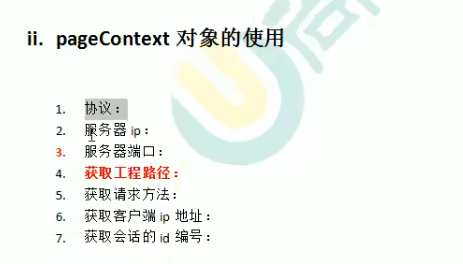 ii. pageContext 对象的使用
1. 协议：
2. 服务器 ip：
3. 服务器端口：
4. 获取工程路径：
5. 获取请求方法：
6. 获取客户端 ip 地址：
7. 获取会话的 id 编号：